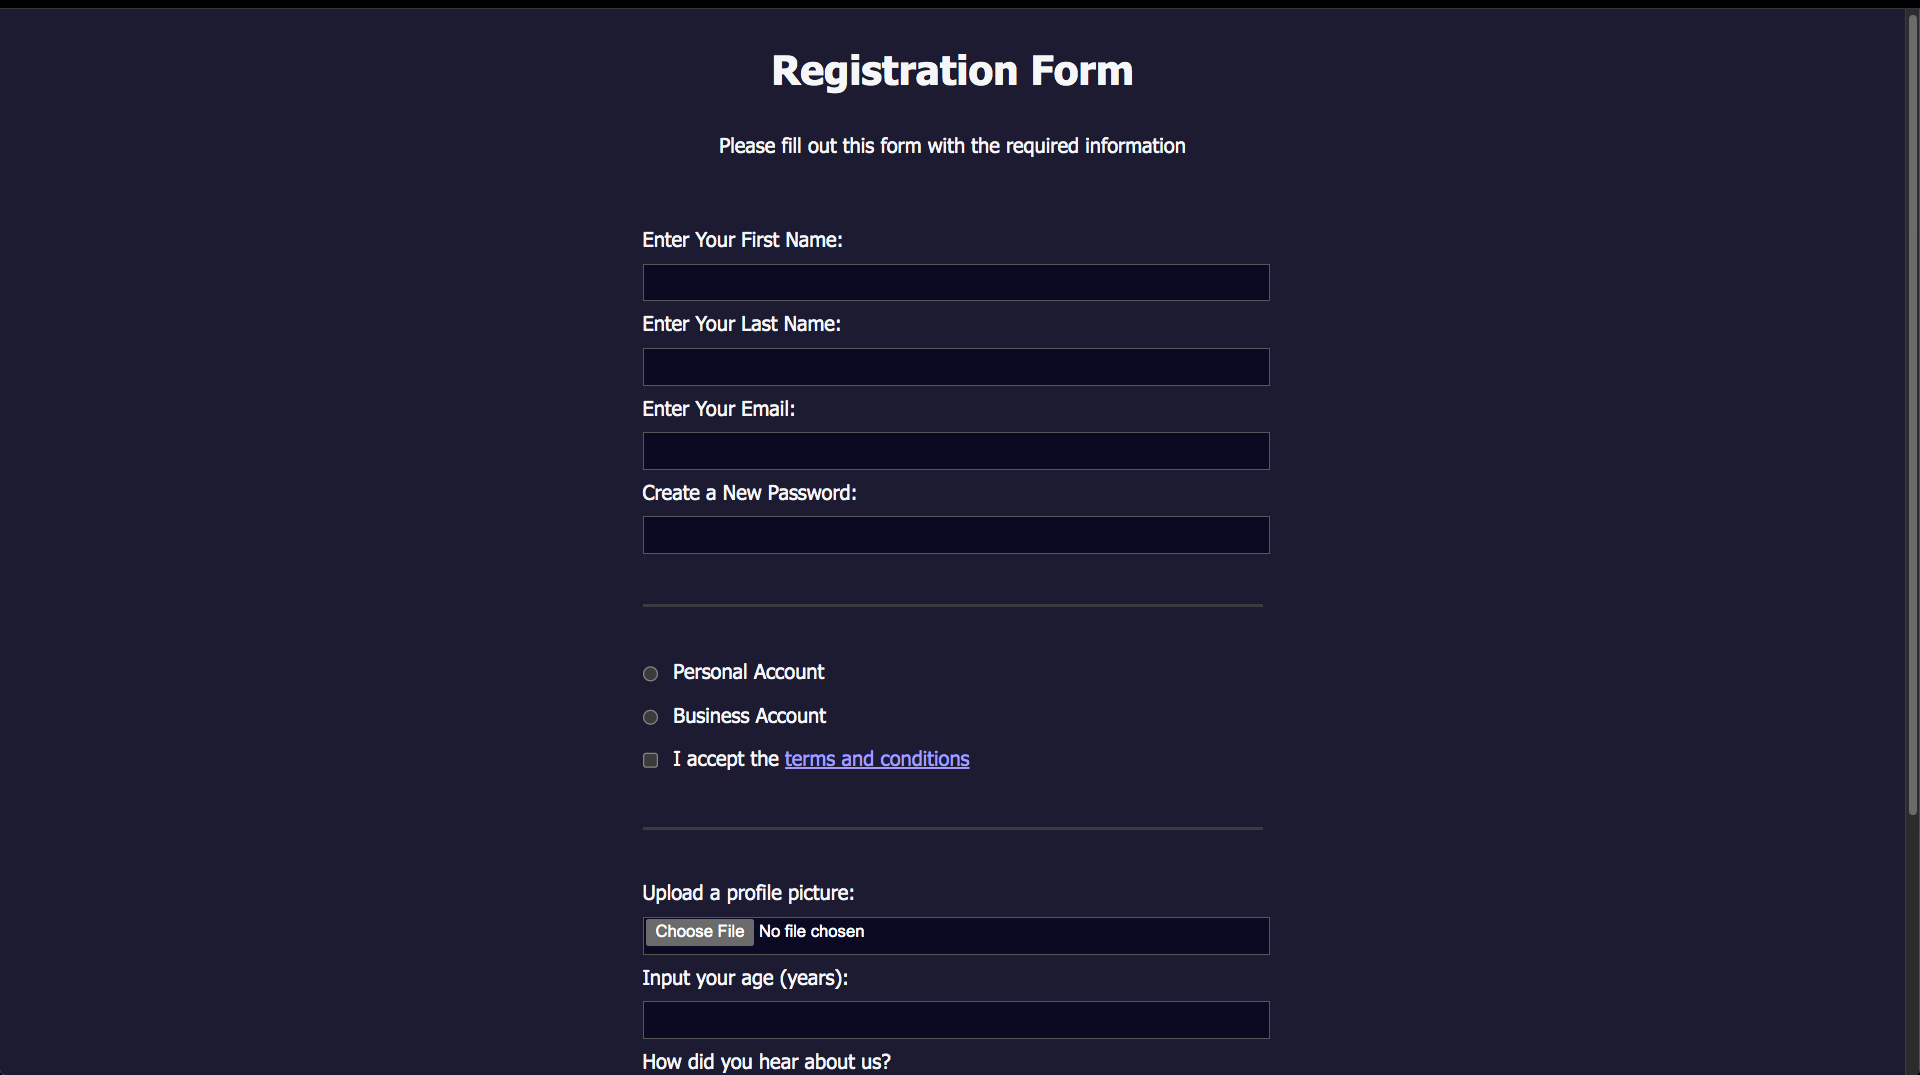 Registration Form
Please fill out this form with the required information
Enter Your First Name:
Enter Your Last Name:
Enter Your Email:
Create a New Password:
Personal Account
Business Account
I accept the terms and conditions
Upload a profile picture:
Choose File No file chosen
Input your age (years):
How did you hear about us?